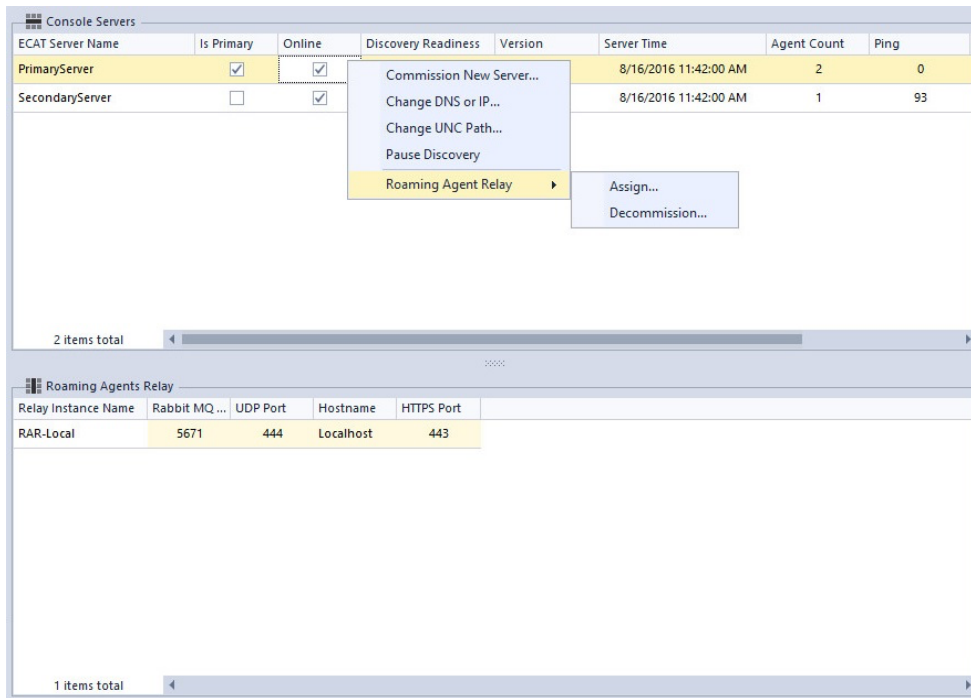 Console Servers
ECAT Server Name Is Primary Online Discovery Readiness Version Server Time Agent Count Ping
PrimaryServer 8/16/2016 11:42:00 AM 2 0
SecondaryServer 8/16/2016 11:42:00 AM 1 93
Commission New Server...
Change DNS or IP...
Change UNC Path...
Pause Discovery
Roaming Agent Relay
Assign...
Decommission...
2 items total
Roaming Agents Relay
Relay Instance Name Rabbit MQ ... UDP Port Hostname HTTPS Port
RAR-Local 5671 444 Localhost 443
1 items total